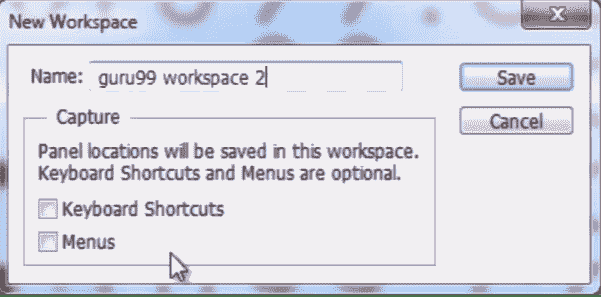 New Workspace
Name: guru99 workspace 2
Save
Capture
Cancel
Panel locations will be saved in this workspace.
Keyboard Shortcuts and Menus are optional.
Keyboard Shortcuts
Menus